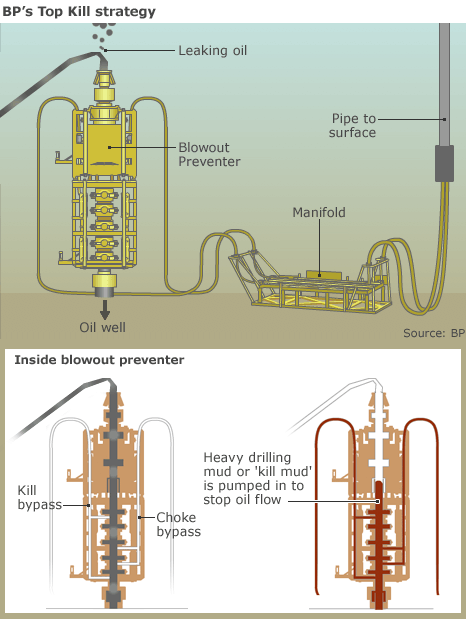 BP's Top Kill strategy
Leaking oil
Pipe to
surface
Blowout
Preventer
Manifold
Oil well
Source: BP
Inside blowout preventer
Heavy drilling
mud or 'kill mud'
is pumped in to
stop oil flow
Kill
bypass
Choke
bypass